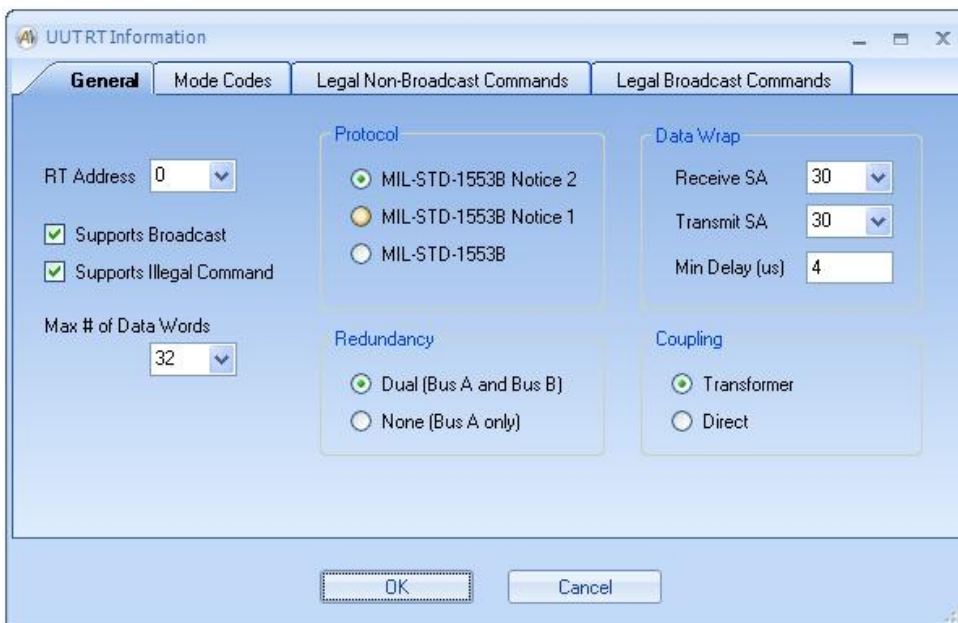 UUT RT Information
General
Mode Codes
Legal Non-Broadcast Commands
Legal Broadcast Commands
RT Address 0
Supports Broadcast
Supports Illegal Command
Max # of Data Words
32
Protocol
MIL-STD-1553B Notice 2
MIL-STD-1553B Notice 1
MIL-STD-1553B
Data Wrap
Receive SA 30
Transmit SA 30
Min Delay (us) 4
Redundancy
Dual (Bus A and Bus B)
None (Bus A only)
Coupling
Transformer
Direct
OK
Cancel